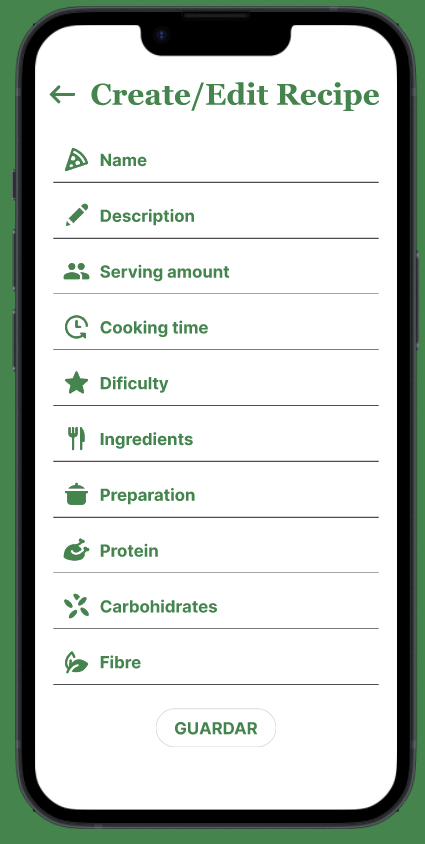 Create/Edit Recipe
Name
Description
Serving amount
Cooking time
Dificulty
Ingredients
Preparation
Protein
Carbohidrates
Fibre
GUARDAR